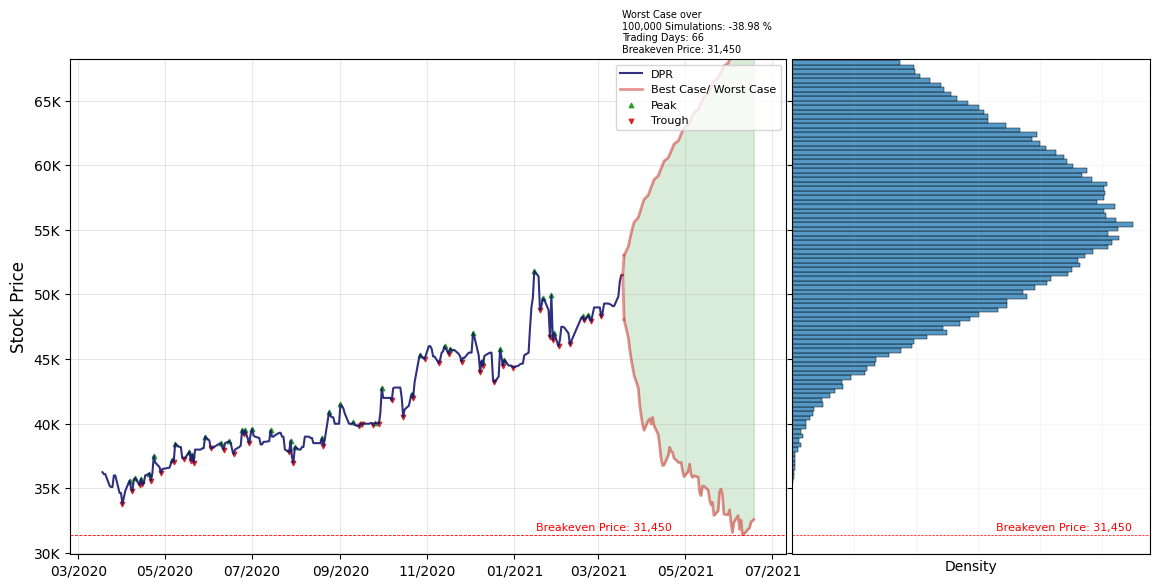 Worst Case over
100,000 Simulations: -38.98 %
Trading Days: 66
Breakeven Price: 31,450
DPR
Best Case/ Worst Case
Peak
Trough
Stock Price
65K
60K
55K
50K
45K
40K
35K
30K
Breakeven Price: 31,450
Breakeven Price: 31,450
03/2020
05/2020
07/2020
09/2020
11/2020
01/2021
03/2021
05/2021
07/2021
Density